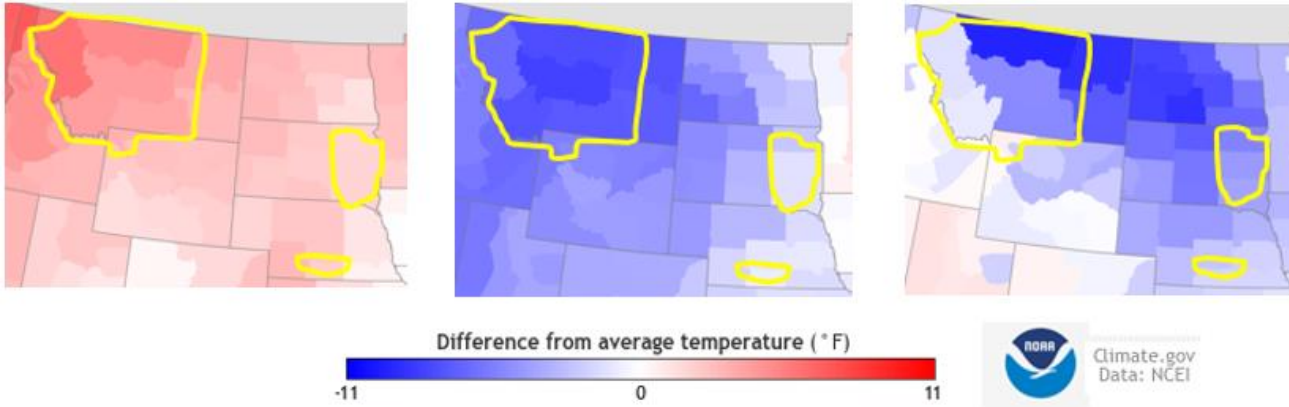 Difference from average temperature (°F)
-11
0
11
NOAA
Climate.gov
Data: NCEI